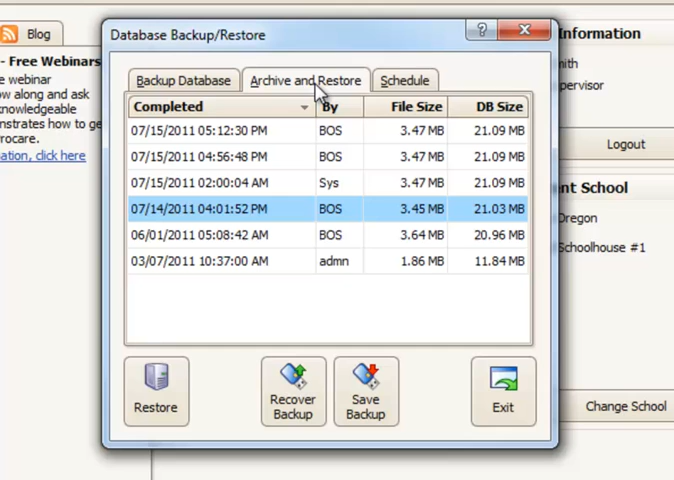 Blog
- Free Webinars
e webinar
ow along and ask
knowledgeable
nstrates how to ge
rocare.
ation, click here
Database Backup/Restore
?
Backup Database
Archive and Restore
Schedule
Completed By File Size DB Size
07/15/2011 05:12:30 PM BOS 3.47 MB 21.09 MB
07/15/2011 04:56:48 PM BOS 3.47 MB 21.09 MB
07/15/2011 02:00:04 AM Sys 3.47 MB 21.09 MB
07/14/2011 04:01:52 PM BOS 3.45 MB 21.03 MB
06/01/2011 05:08:42 AM BOS 3.64 MB 20.96 MB
03/07/2011 10:37:00 AM admn 1.86 MB 11.84 MB
Restore
Recover
Backup
Save
Backup
Exit
Information
mith
pervisor
Logout
nt School
Oregon
Schoolhouse #1
Change School